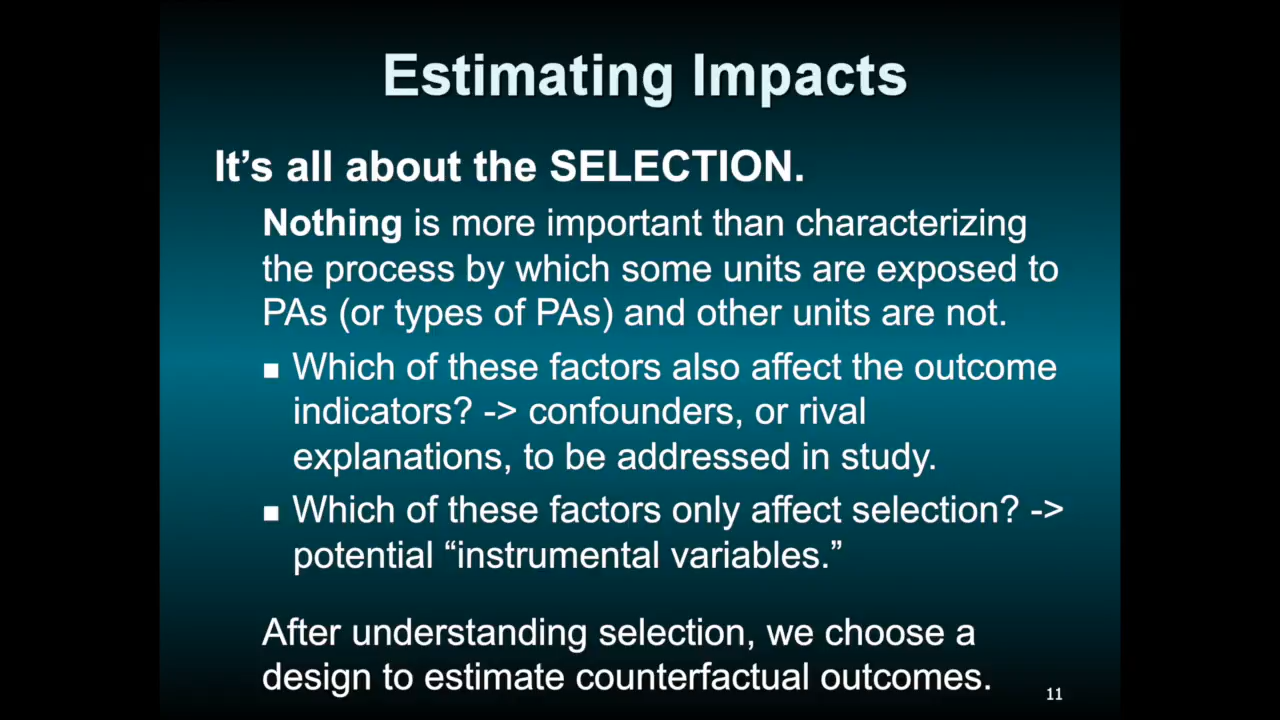 Estimating Impacts
It’s all about the SELECTION.
Nothing is more important than characterizing
the process by which some units are exposed to
PAs (or types of PAs) and other units are not.
■ Which of these factors also affect the outcome
indicators? -> confounders, or rival
explanations, to be addressed in study.
■ Which of these factors only affect selection? ->
potential “instrumental variables.”
After understanding selection, we choose a
design to estimate counterfactual outcomes.
11